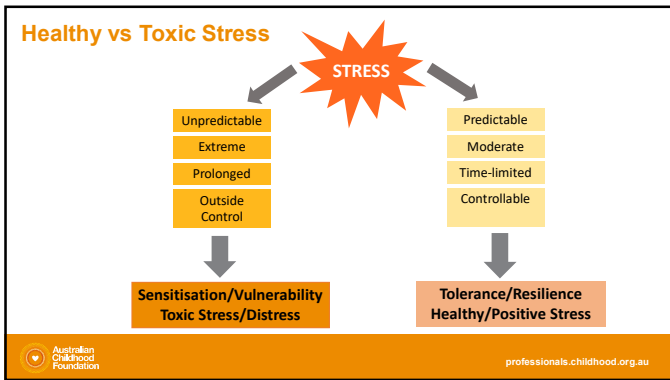 Healthy vs Toxic Stress
STRESS
Unpredictable
Extreme
Prolonged
Outside
Control
Predictable
Moderate
Time-limited
Controllable
Sensitisation/Vulnerability
Toxic Stress/Distress
Tolerance/Resilience
Healthy/Positive Stress
Australian
Childhood
Foundation
professionals.childhood.org.au